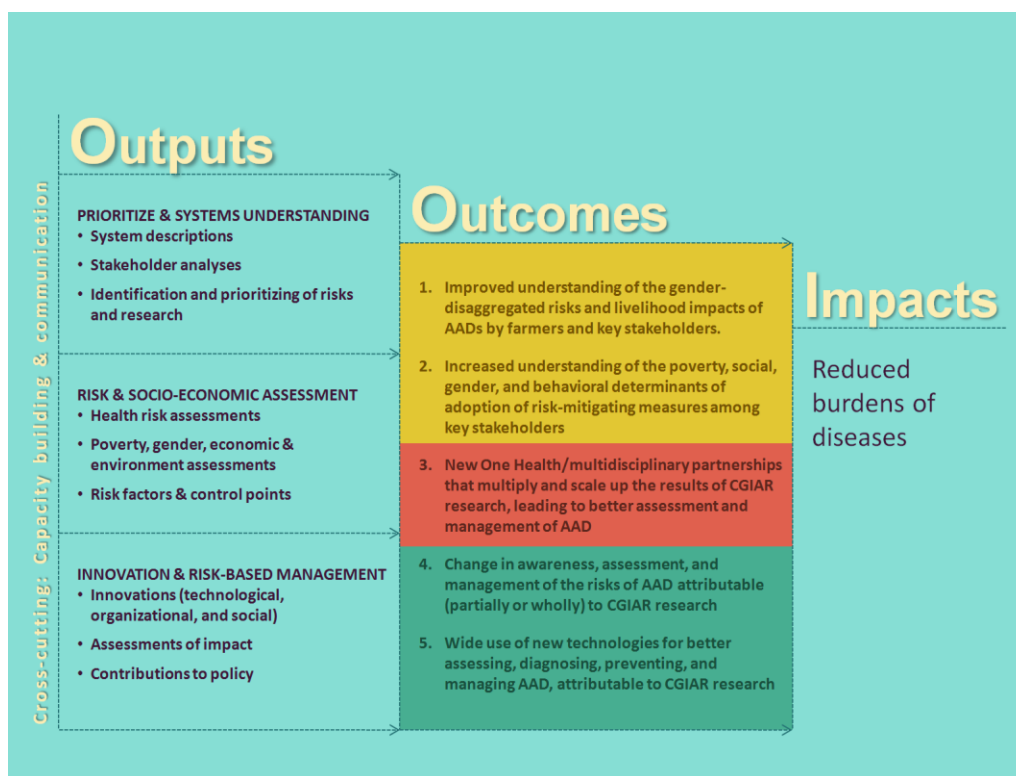 Cross-cutting: Capacity building & communication
Outputs
PRIORITIZE & SYSTEMS UNDERSTANDING
• System descriptions
• Stakeholder analyses
• Identification and prioritizing of risks
and research
RISK & SOCIO-ECONOMIC ASSESSMENT
• Health risk assessments
• Poverty, gender, economic &
environment assessments
• Risk factors & control points
INNOVATION & RISK-BASED MANAGEMENT
• Innovations (technological,
organizational, and social)
• Assessments of impact
• Contributions to policy
Outcomes
1. Improved understanding of the gender-
disaggregated risks and livelihood impacts of
AADs by farmers and key stakeholders.
2. Increased understanding of the poverty, social,
gender, and behavioral determinants of
adoption of risk-mitigating measures among
key stakeholders
3. New One Health/multidisciplinary partnerships
that multiply and scale up the results of CGIAR
research, leading to better assessment and
management of AAD
4. Change in awareness, assessment, and
management of the risks of AAD attributable
(partially or wholly) to CGIAR research
5. Wide use of new technologies for better
assessing, diagnosing, preventing, and
managing AAD, attributable to CGIAR research
Impacts
Reduced
burdens of
diseases